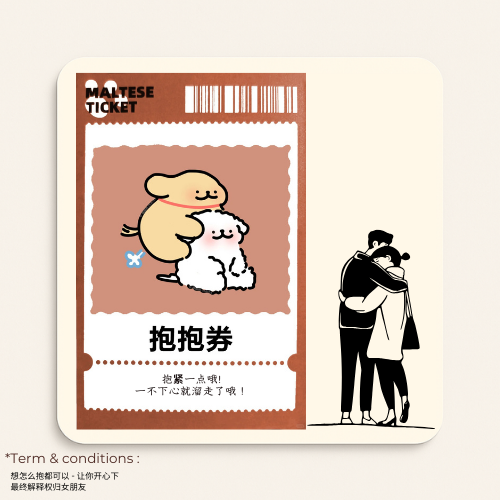 MALTESE
TICKET
抱抱券
抱紧一点哦!
一不下心就溜走了哦！
*Term & conditions :
想怎么抱都可以 - 让你开心下
最终解释权归女朋友